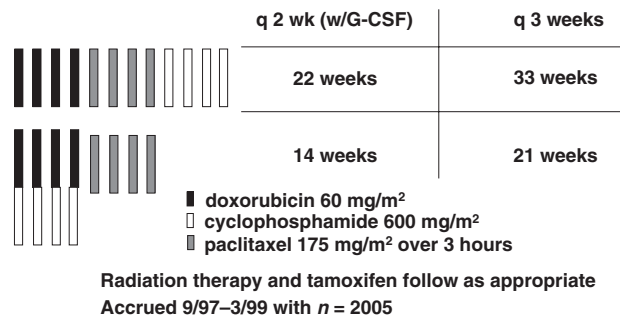 q 2 wk (w/G-CSF) q 3 weeks
22 weeks 33 weeks
14 weeks 21 weeks
doxorubicin 60 mg/m²
cyclophosphamide 600 mg/m²
paclitaxel 175 mg/m² over 3 hours
Radiation therapy and tamoxifen follow as appropriate
Accrued 9/97–3/99 with n = 2005